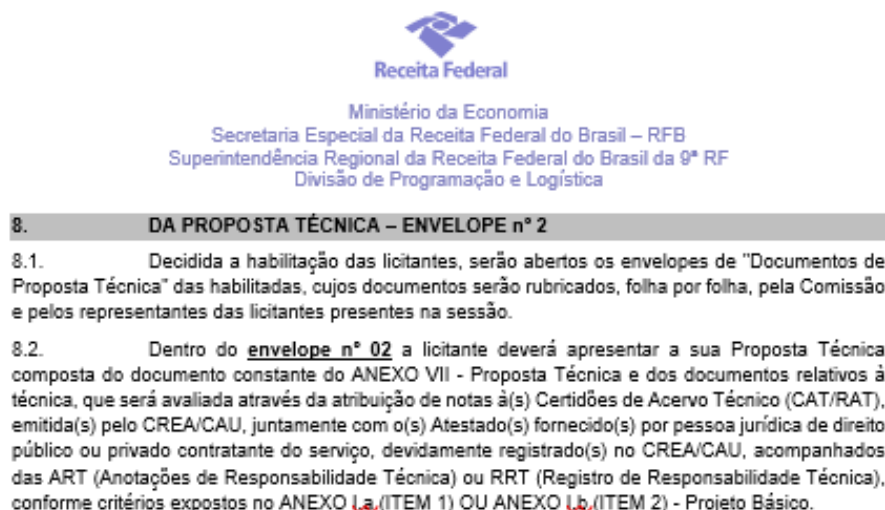 Receita Federal
Ministério da Economia
Secretaria Especial da Receita Federal do Brasil – RFB
Superintendência Regional da Receita Federal do Brasil da 9ª RF
Divisão de Programação e Logística
8. DA PROPOSTA TÉCNICA – ENVELOPE nº 2
8.1. Decidida a habilitação das licitantes, serão abertos os envelopes de "Documentos de
Proposta Técnica" das habilitadas, cujos documentos serão rubricados, folha por folha, pela Comissão
e pelos representantes das licitantes presentes na sessão.
8.2. Dentro do envelope nº 02 a licitante deverá apresentar a sua Proposta Técnica
composta do documento constante do ANEXO VII - Proposta Técnica e dos documentos relativos à
técnica, que será avaliada através da atribuição de notas à(s) Certidões de Acervo Técnico (CAT/RAT),
emitida(s) pelo CREA/CAU, juntamente com o(s) Atestado(s) fornecido(s) por pessoa jurídica de direito
público ou privado contratante do serviço, devidamente registrado(s) no CREA/CAU, acompanhados
das ART (Anotações de Responsabilidade Técnica) ou RRT (Registro de Responsabilidade Técnica),
conforme critérios expostos no ANEXO I.a.(ITEM 1) OU ANEXO I.b.(ITEM 2) - Projeto Básico.